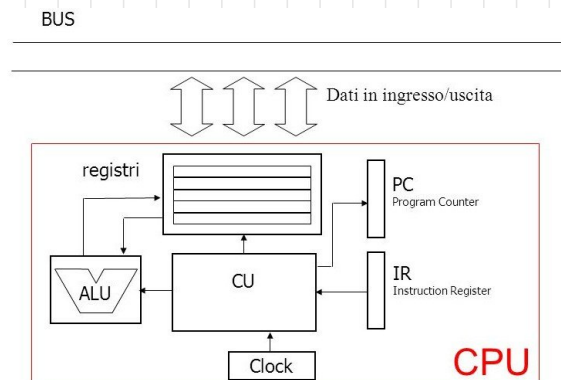 BUS
Dati in ingresso/uscita
registri
PC
Program Counter
CU
IR
Instruction Register
ALU
Clock
CPU